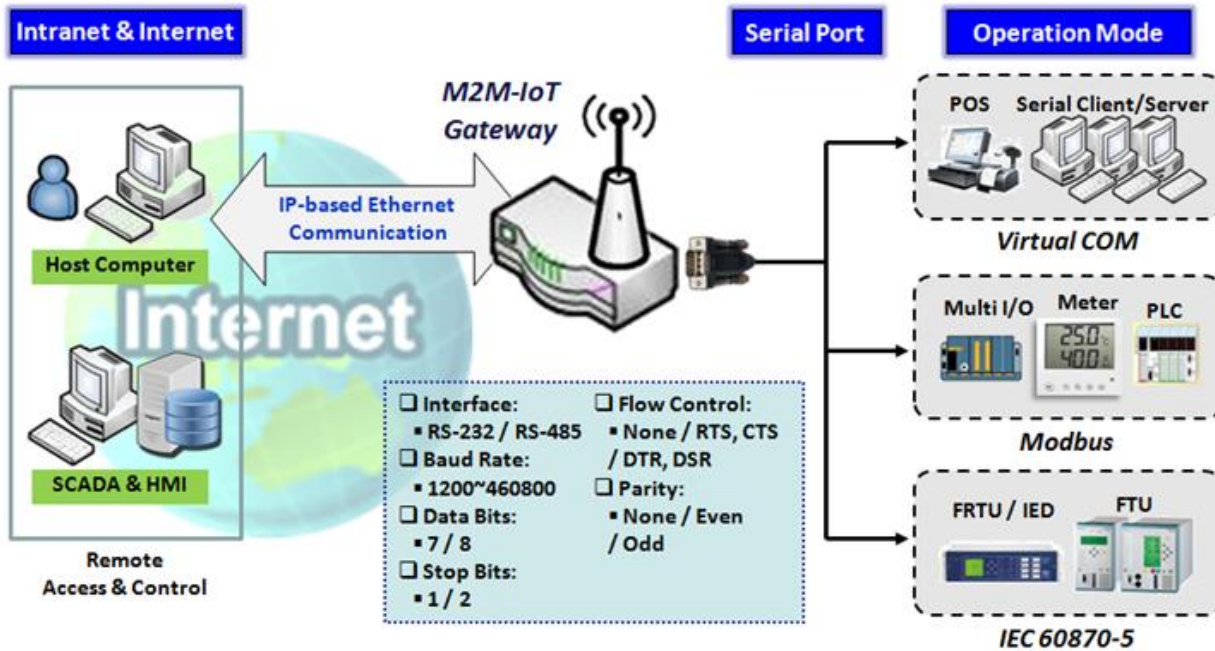 Intranet & Internet
Serial Port
Operation Mode
M2M-IoT
Gateway
IP-based Ethernet
Communication
Host Computer
Internet
SCADA & HMI
Remote
Access & Control
❑ Interface:
▪ RS-232 / RS-485
❑ Baud Rate:
▪ 1200~460800
❑ Data Bits:
▪ 7 / 8
❑ Stop Bits:
▪ 1 / 2
❑ Flow Control:
▪ None / RTS, CTS
/ DTR, DSR
❑ Parity:
▪ None / Even
/ Odd
POS
Serial Client/Server
Virtual COM
Multi I/O
Meter
PLC
25.0
40.0
Modbus
FRTU / IED
FTU
IEC 60870-5